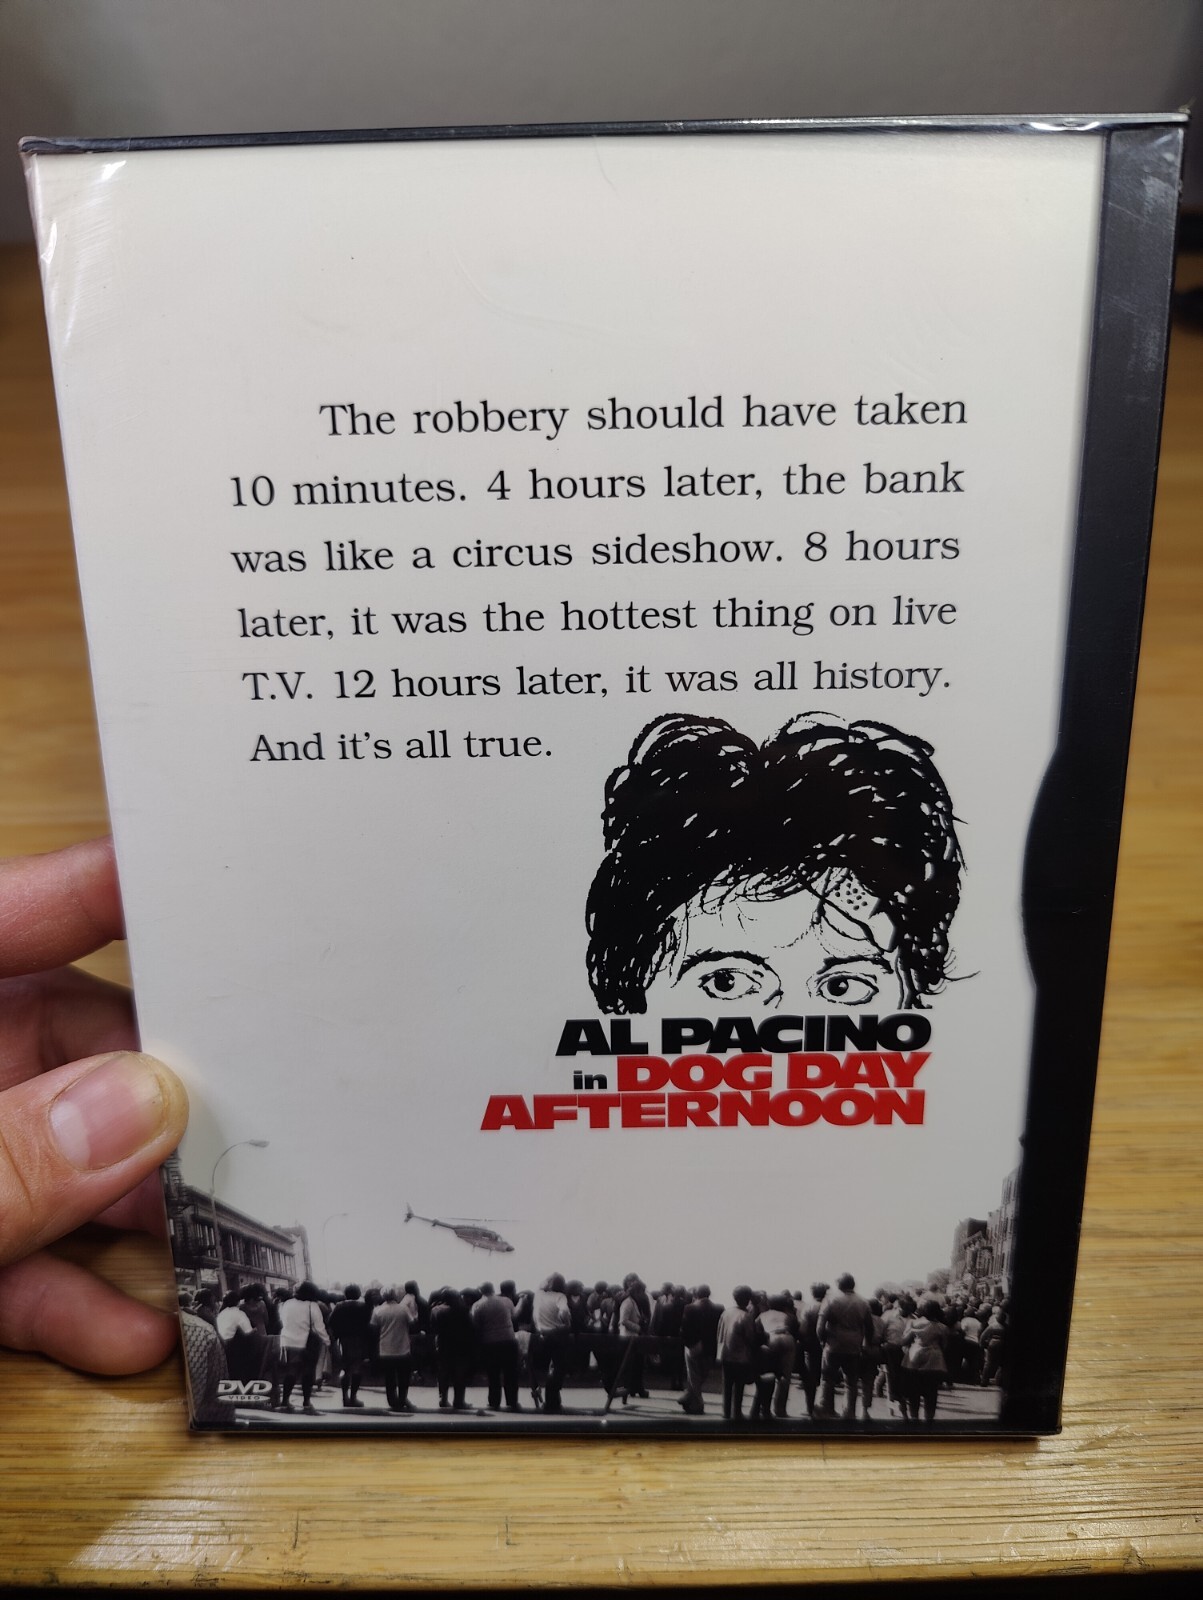 The robbery should have taken
10 minutes. 4 hours later, the bank
was like a circus sideshow. 8 hours
later, it was the hottest thing on live
T.V. 12 hours later, it was all history.
And it's all true.
AL PACINO
in DOG DAY
AFTERNOON
DVD
VIDEO